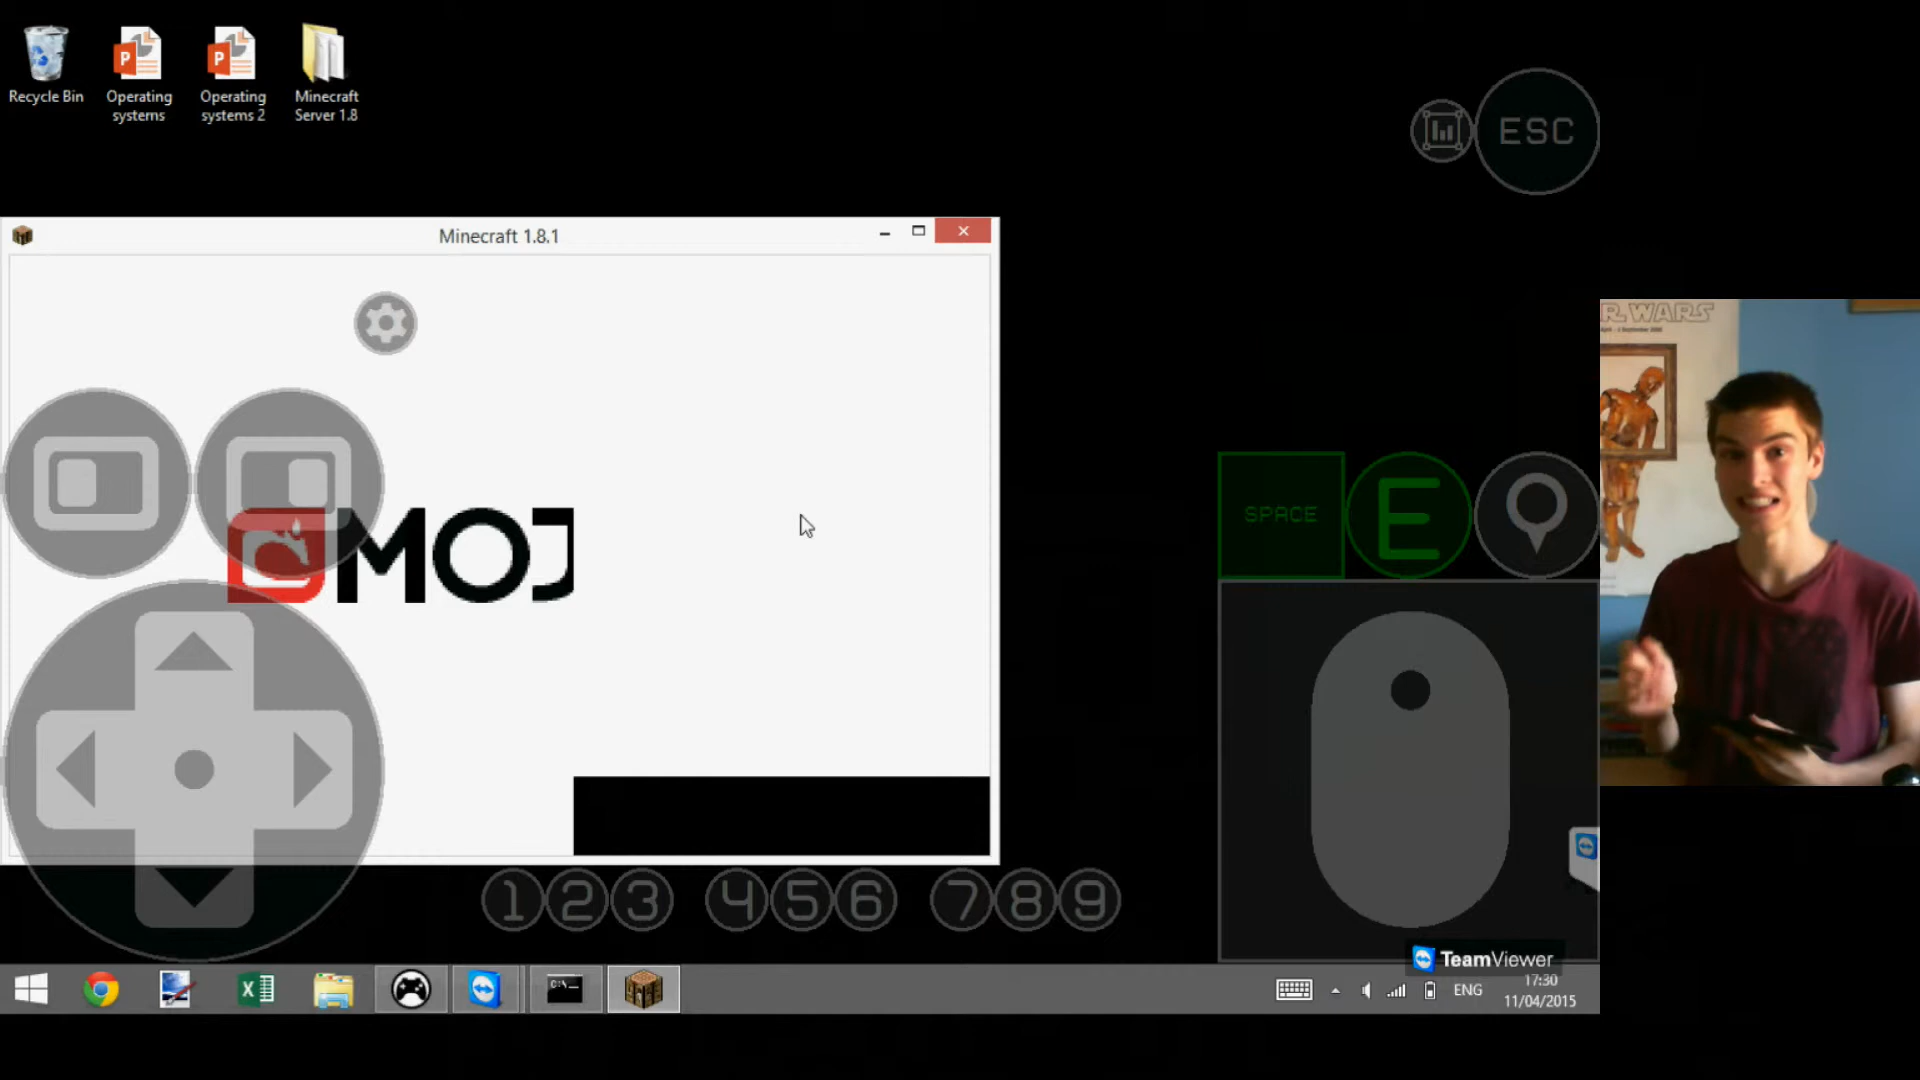 Recycle Bin
Operating
systems
Operating
systems 2
Minecraft
Server 1.8
ESC
Minecraft 1.8.1
R WARS
MOJ
SPACE
E
1 2 3 4 5 6 7 8 9
TeamViewer
ENG
17:30
11/04/2015